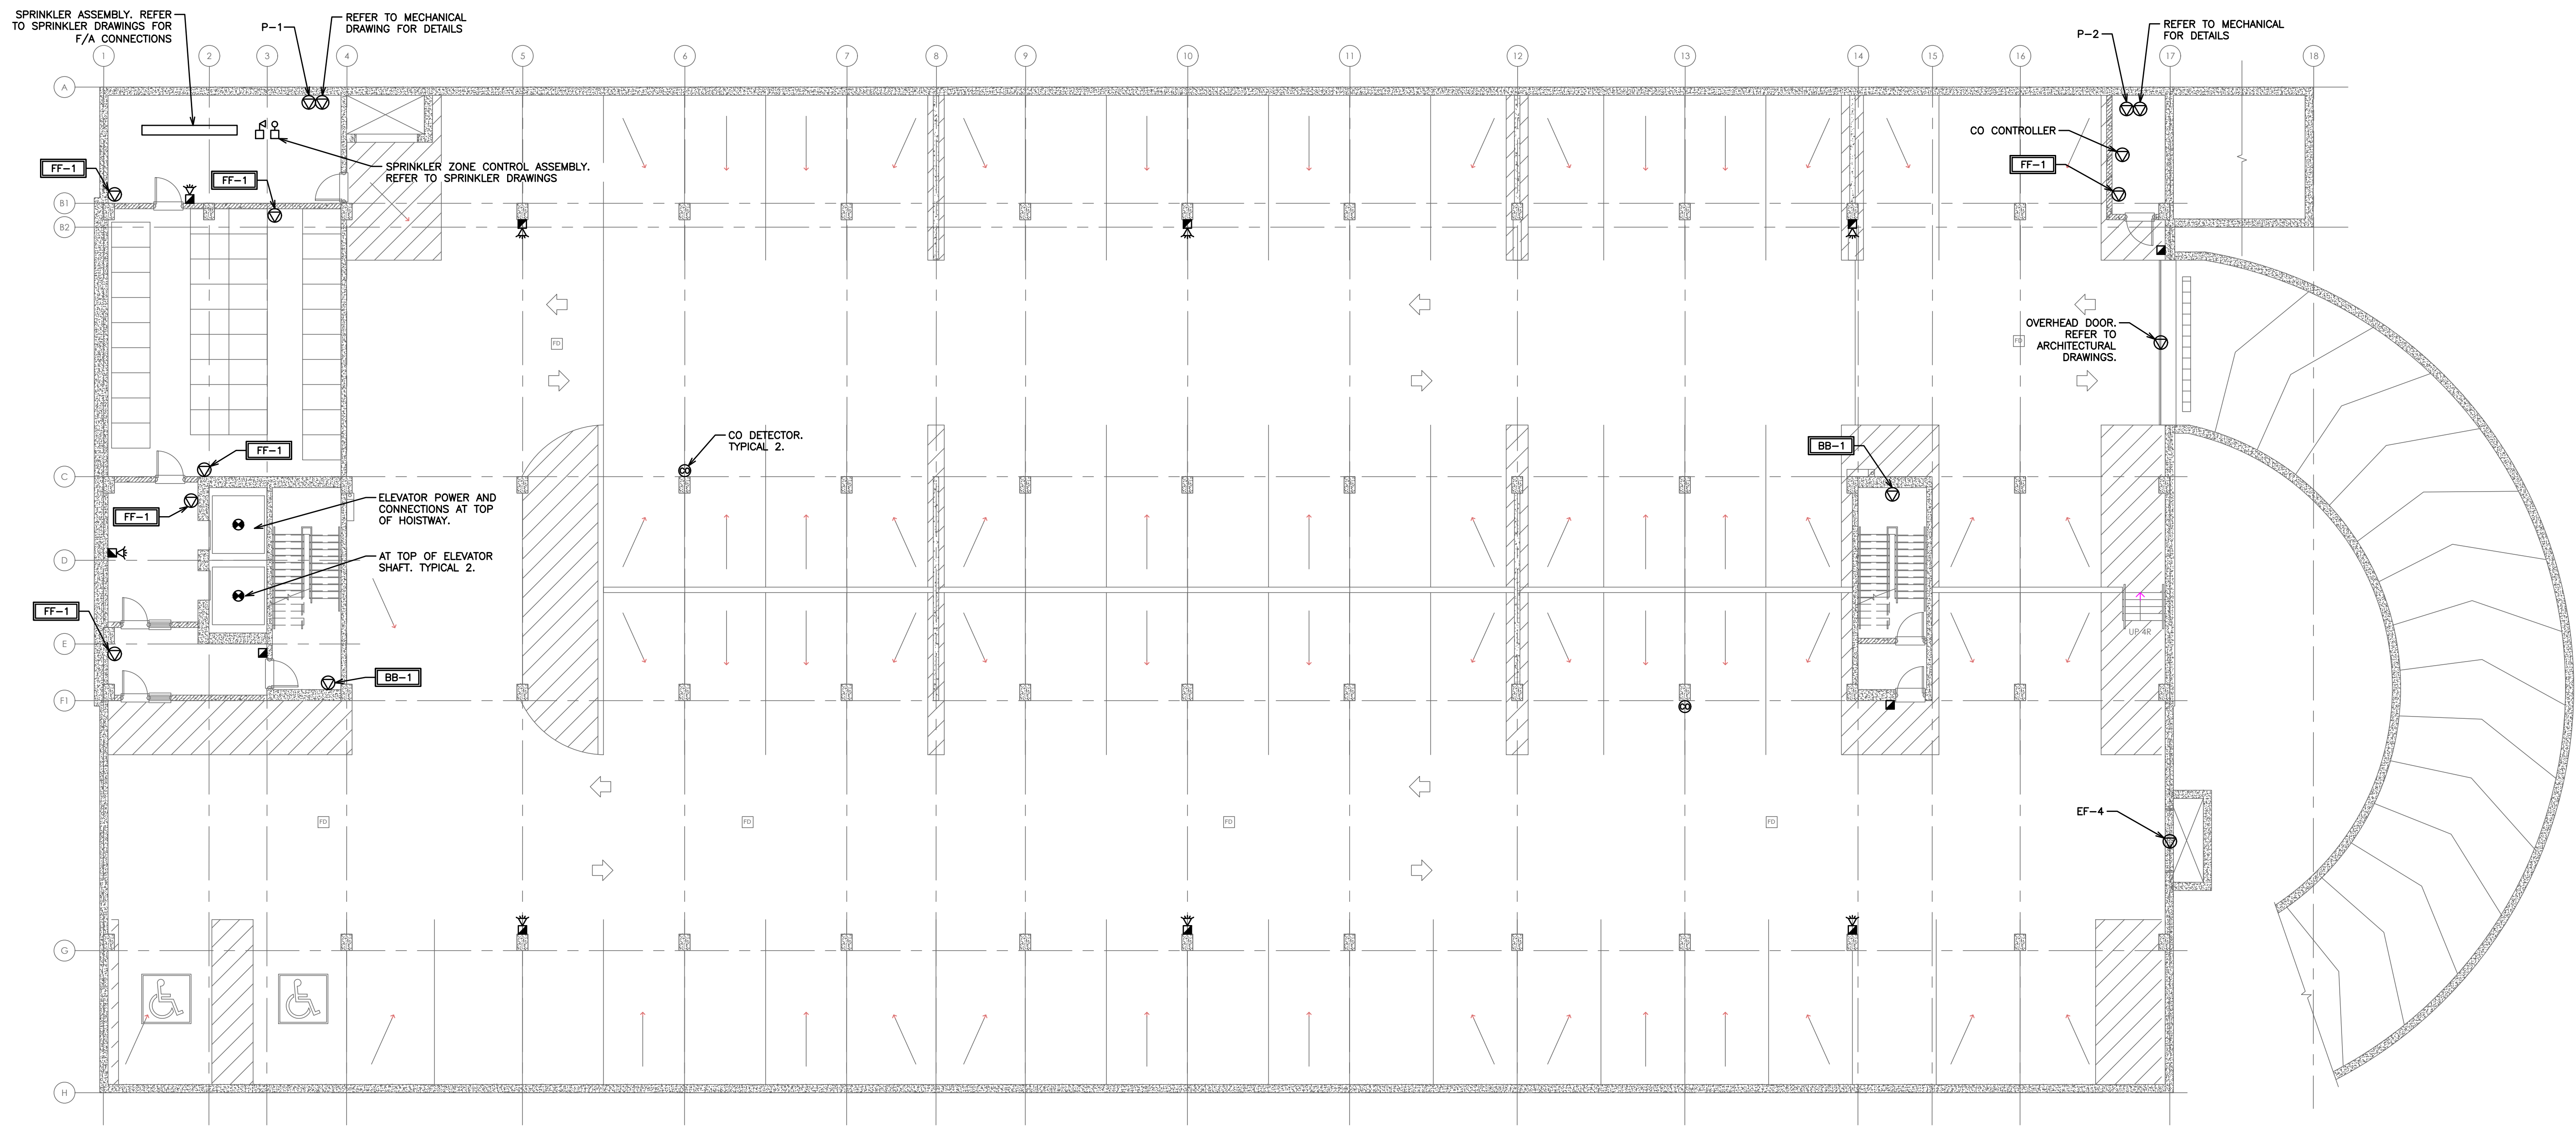 SPRINKLER ASSEMBLY. REFER
TO SPRINKLER DRAWINGS FOR
F/A CONNECTIONS
P-1
REFER TO MECHANICAL
DRAWING FOR DETAILS
P-2
REFER TO MECHANICAL
FOR DETAILS
1
2
3
4
5
6
7
8
9
10
11
12
13
14
15
16
17
18
A
CO CONTROLLER
FF-1
FF-1
SPRINKLER ZONE CONTROL ASSEMBLY.
REFER TO SPRINKLER DRAWINGS
FF-1
B1
B2
OVERHEAD DOOR.
REFER TO
ARCHITECTURAL
DRAWINGS.
FD
FD
CO DETECTOR.
TYPICAL 2.
FF-1
BB-1
C
CO
ELEVATOR POWER AND
CONNECTIONS AT TOP
OF HOISTWAY.
FF-1
D
AT TOP OF ELEVATOR
SHAFT. TYPICAL 2.
FF-1
UP 4R
E
BB-1
F1
CO
EF-4
FD
FD
FD
FD
G
H